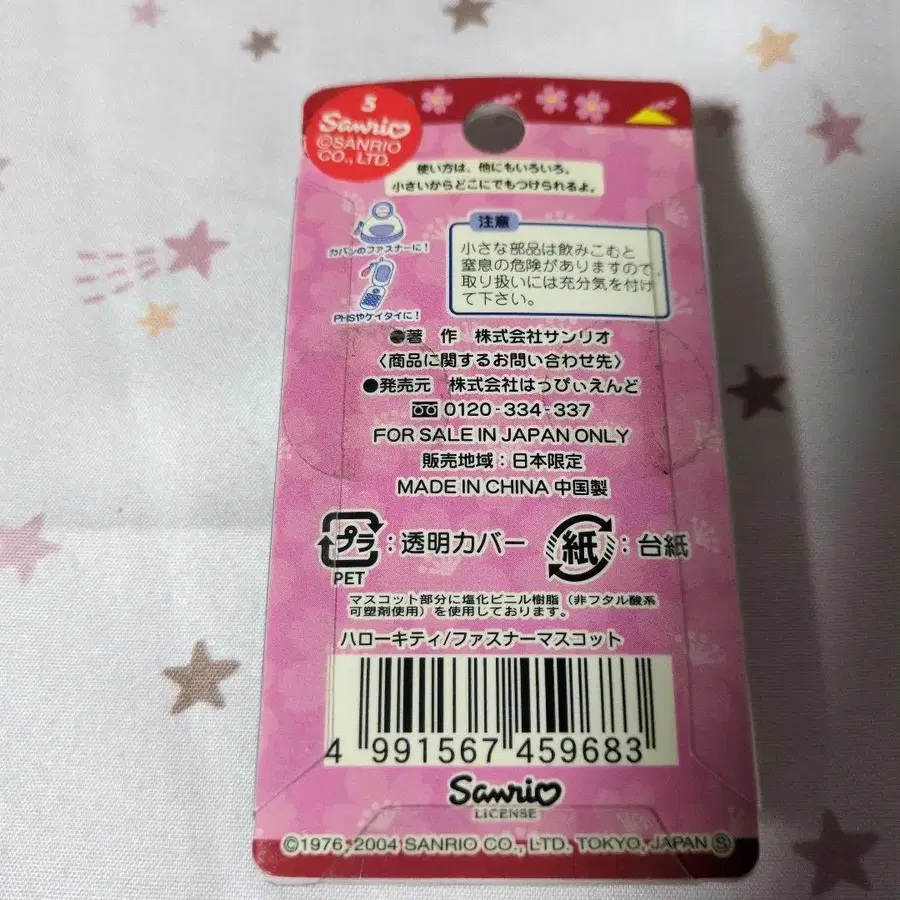 S
Sanrio
©SANRIO
CO., LTD.
使い方は、他にもいろいろ。
小さいからどこにでもつけられるよ。
カバンのファスナーに!
PHSやケイタイに!
注意
小さな部品は飲みこむと
窒息の危険がありますので、
取り扱いには充分気を付け
て下さい。
●著 作 株式会社サンリオ
〈商品に関するお問い合わせ先〉
●発売元 株式会社はっぴぃえんど
0120-334-337
FOR SALE IN JAPAN ONLY
販売地域:日本限定
MADE IN CHINA 中国製
プラ:透明カバー 紙:台紙
PET
マスコット部分に塩化ビニル樹脂(非フタル酸系
可塑剤使用)を使用しております。
ハローキティ/ファスナーマスコット
4 991567 459683
Sanrio
LICENSE
©1976, 2004 SANRIO CO., LTD. TOKYO, JAPAN Ⓢ